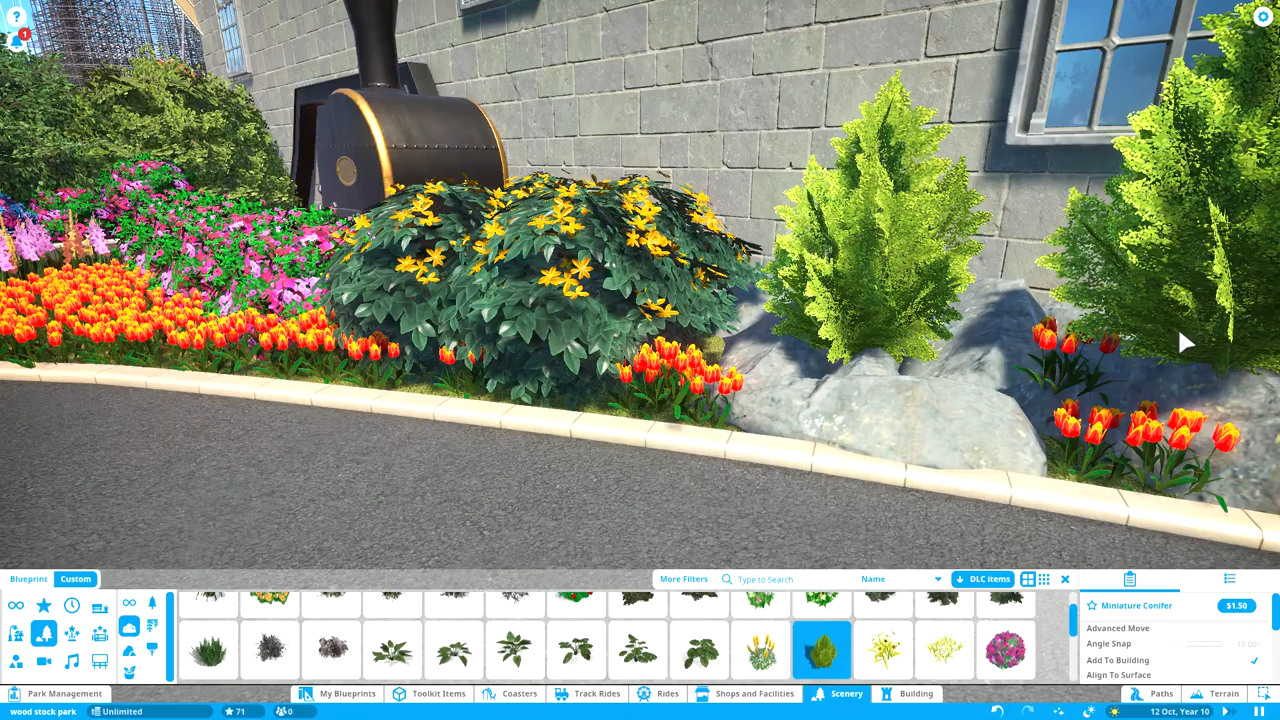 ?
1
Blueprint
Custom
More Filters
Type to Search
Name
DLC items
Miniature Conifer
$1.50
Advanced Move
Angle Snap
15.00°
Add To Building
Align To Surface
Park Management
My Blueprints
Toolkit Items
Coasters
Track Rides
Rides
Shops and Facilities
Scenery
Building
Paths
Terrain
wood stock park
Unlimited
71
0
12 Oct, Year 10